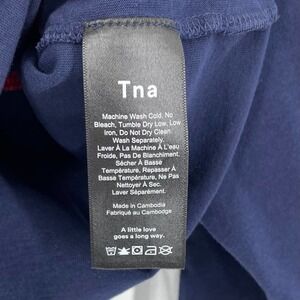 Tna
Machine Wash Cold. No
Bleach, Tumble Dry Low, Low
Iron, Do Not Dry Clean.
Wash Separately.
Laver À La Machine À L'eau
Froide, Pas De Blanchiment.
Sécher À Basse
Température, Repasser À
Basse Température, Ne Pas
Nettoyer À Sec.
Laver Séparément.
Made in Cambodia
Fabriqué au Cambodge
A little love
goes a long way.